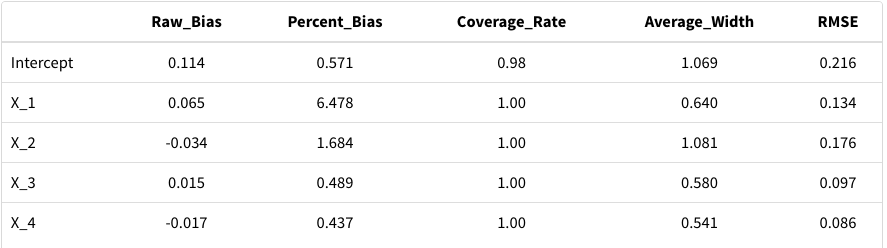 Raw_Bias Percent_Bias Coverage_Rate Average_Width RMSE
Intercept 0.114 0.571 0.98 1.069 0.216
X_1 0.065 6.478 1.00 0.640 0.134
X_2 -0.034 1.684 1.00 1.081 0.176
X_3 0.015 0.489 1.00 0.580 0.097
X_4 -0.017 0.437 1.00 0.541 0.086